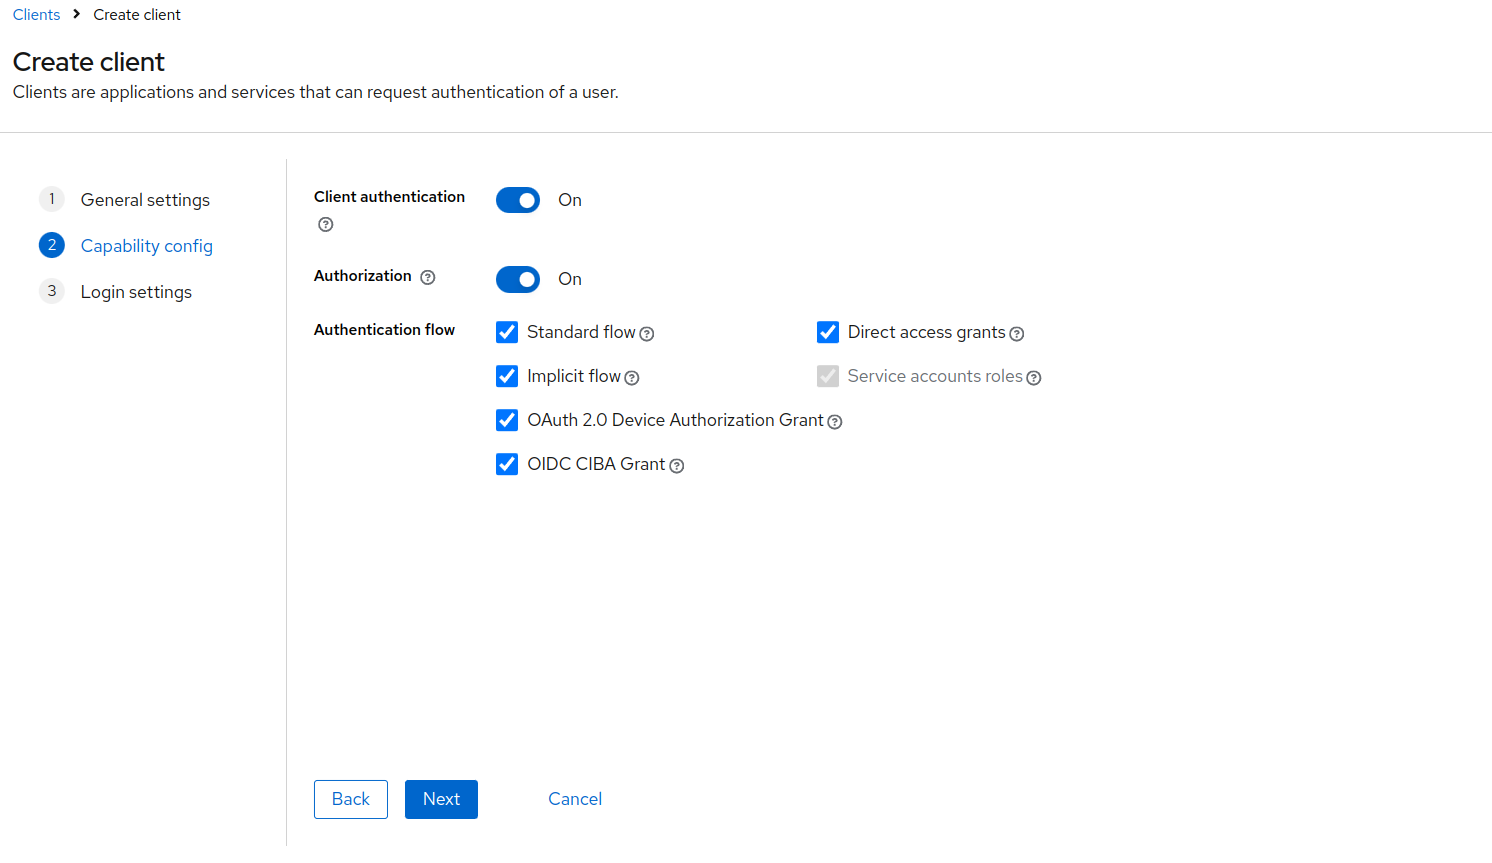 Clients > Create client
Create client
Clients are applications and services that can request authentication of a user.
1 General settings
2 Capability config
3 Login settings
Client authentication On
Authorization On
Authentication flow
Standard flow Direct access grants
Implicit flow Service accounts roles
OAuth 2.0 Device Authorization Grant
OIDC CIBA Grant
Back Next Cancel